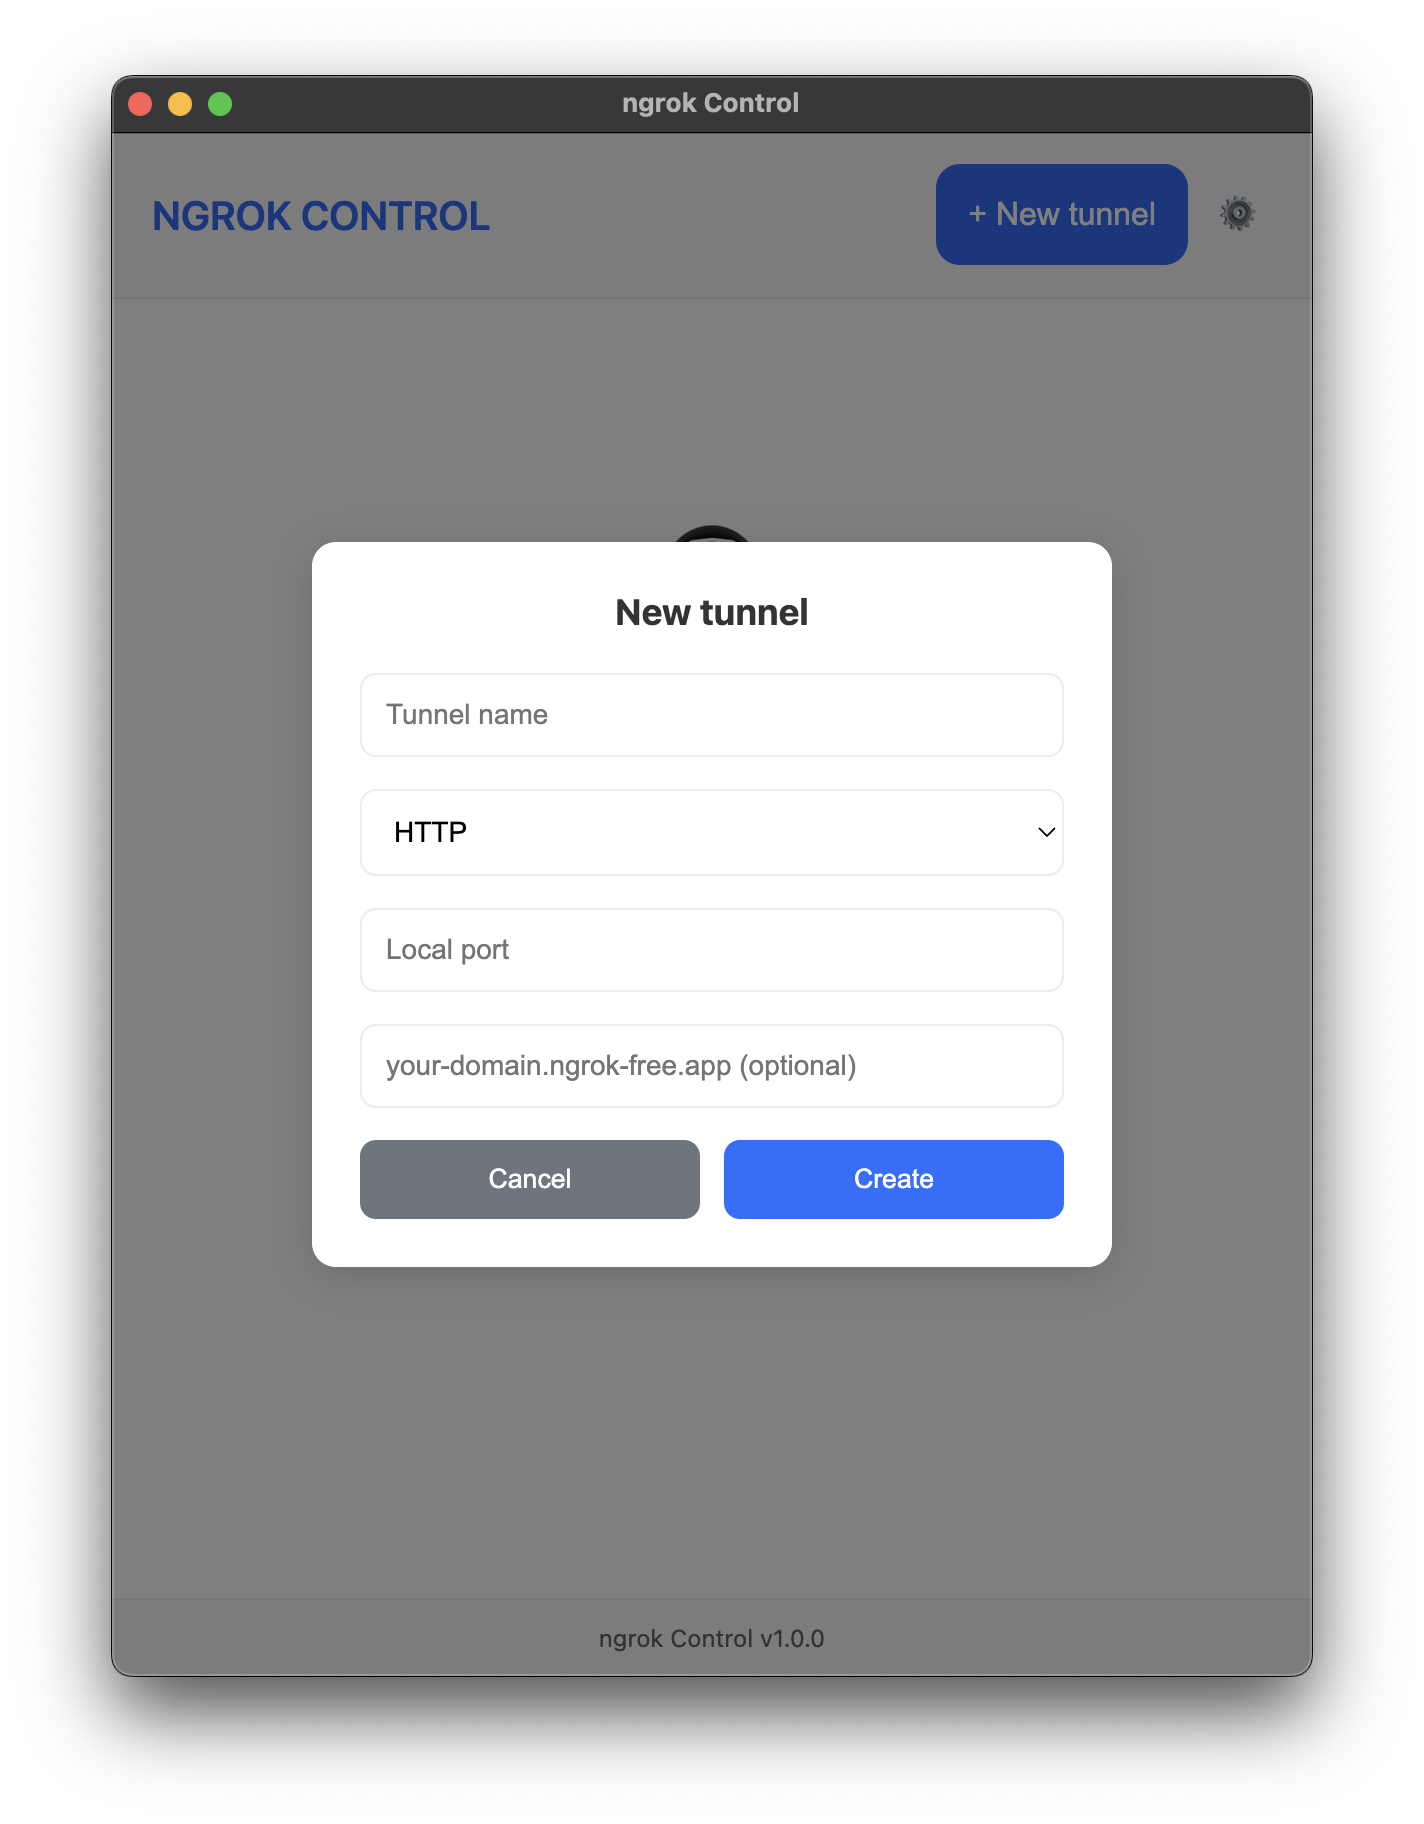 ngrok Control
NGROK CONTROL
+ New tunnel
New tunnel
Tunnel name
HTTP
Local port
your-domain.ngrok-free.app (optional)
Cancel
Create
ngrok Control v1.0.0